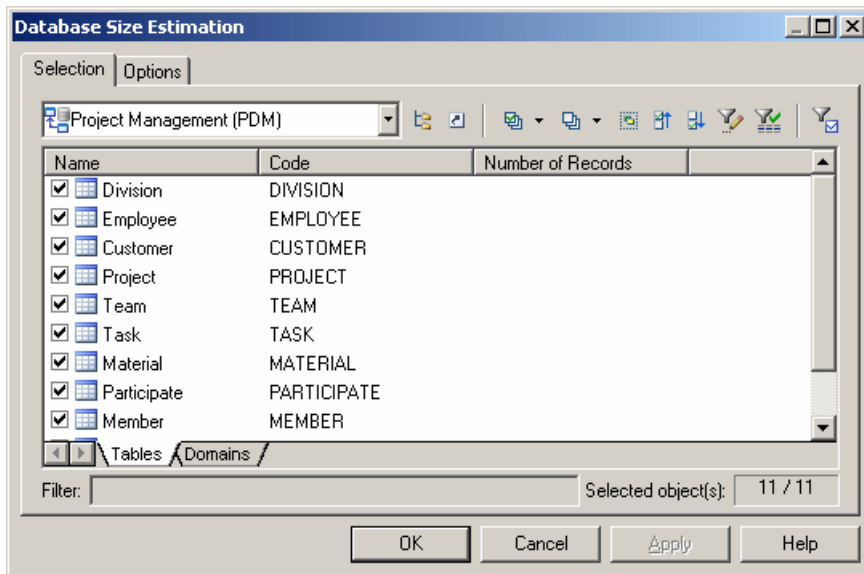 Database Size Estimation
Selection Options
Project Management (PDM)
Name Code Number of Records
Division DIVISION
Employee EMPLOYEE
Customer CUSTOMER
Project PROJECT
Team TEAM
Task TASK
Material MATERIAL
Participate PARTICIPATE
Member MEMBER
Tables Domains
Filter: Selected object(s): 11 / 11
OK Cancel Apply Help